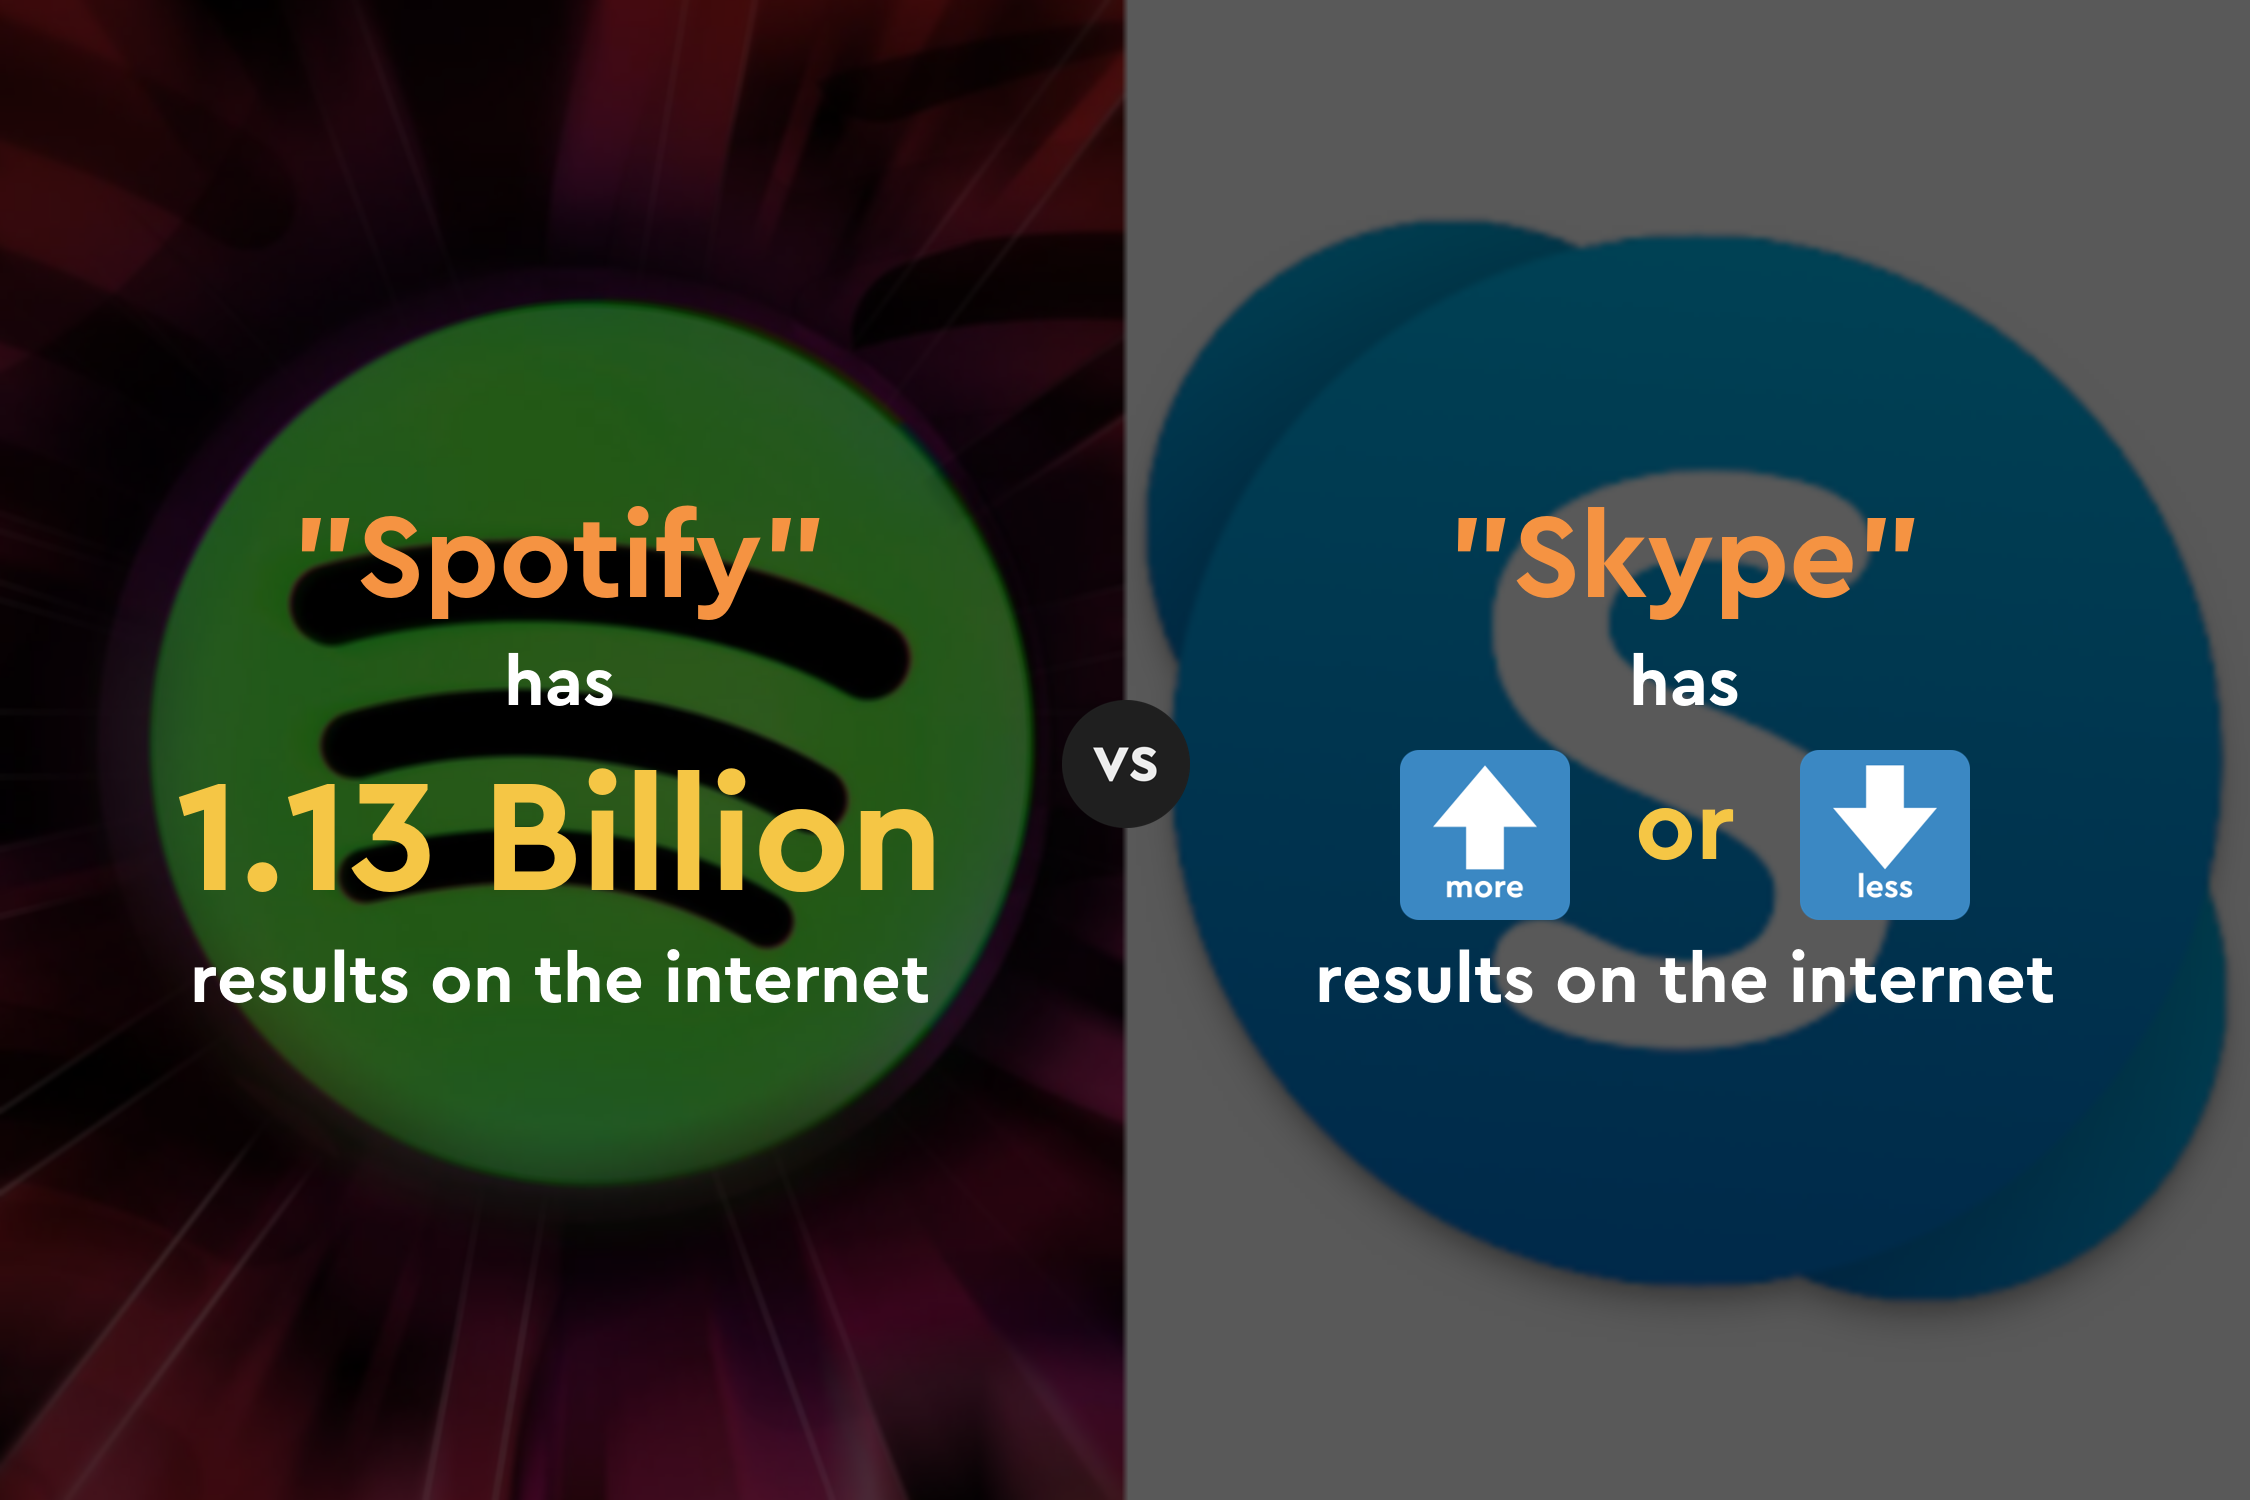 "Spotify"
has
1.13 Billion
results on the internet
vs
"Skype"
has
more
or
less
results on the internet